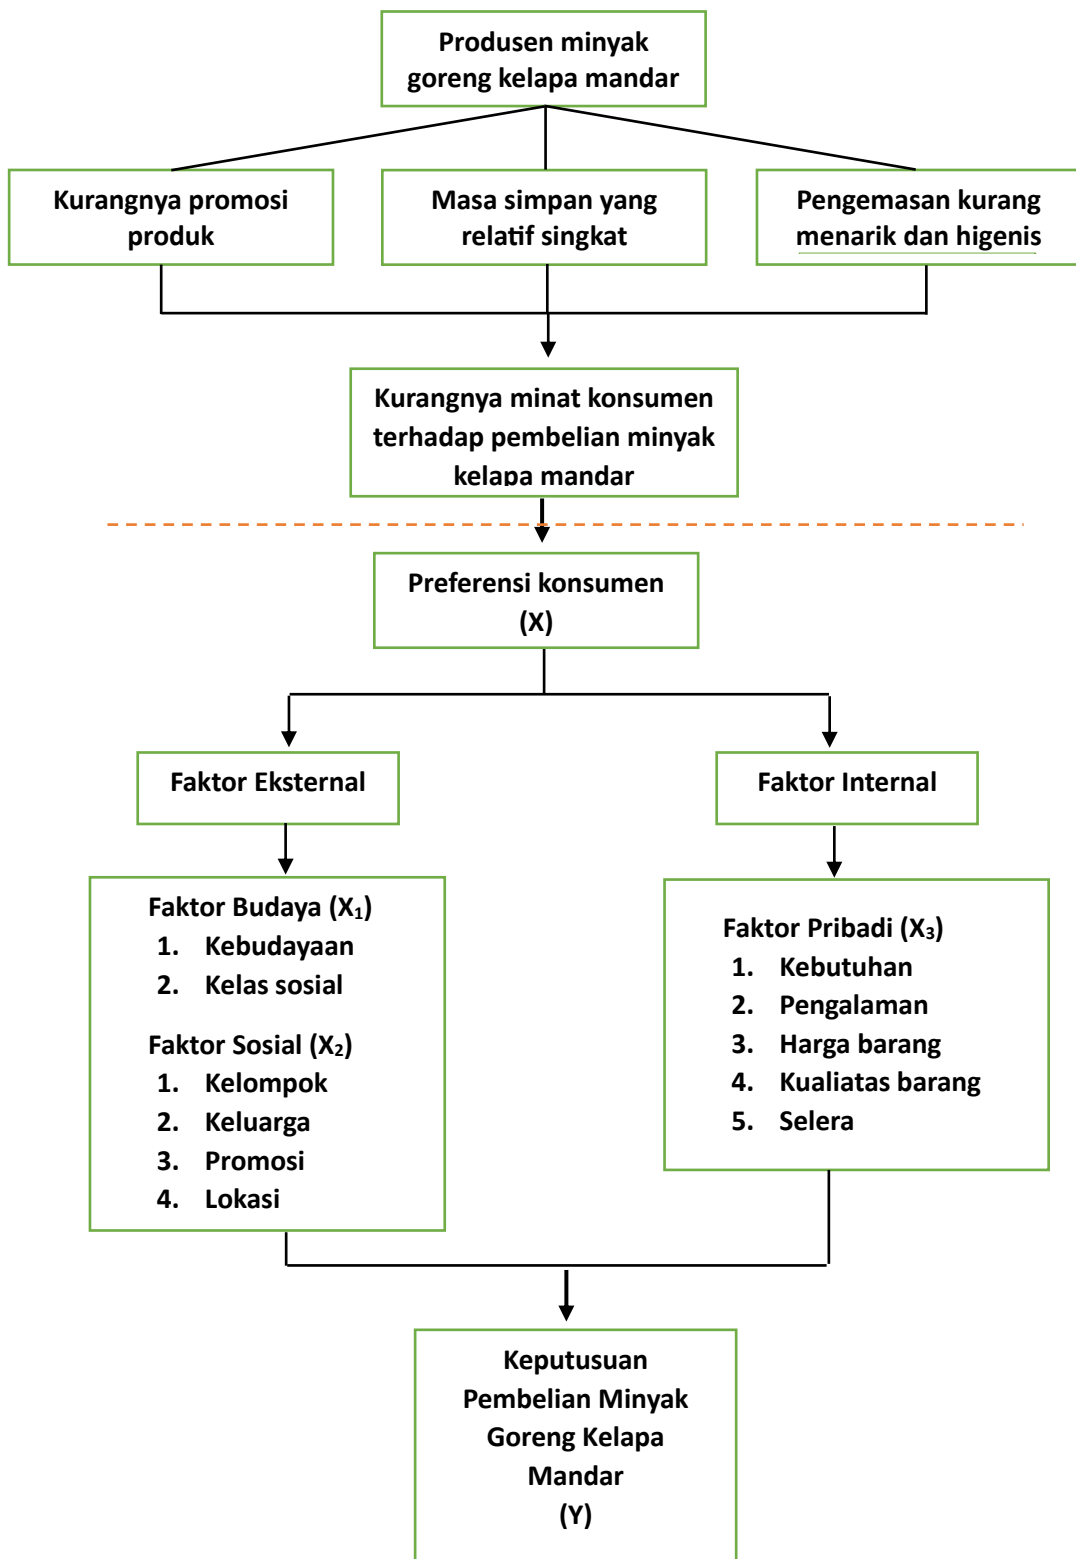 Produsen minyak
goreng kelapa mandar
Kurangnya promosi
produk
Masa simpan yang
relatif singkat
Pengemasan kurang
menarik dan higenis
Kurangnya minat konsumen
terhadap pembelian minyak
kelapa mandar
Preferensi konsumen
(X)
Faktor Eksternal
Faktor Internal
Faktor Budaya (X₁)
1. Kebudayaan
2. Kelas sosial
Faktor Sosial (X₂)
1. Kelompok
2. Keluarga
3. Promosi
4. Lokasi
Faktor Pribadi (X₃)
1. Kebutuhan
2. Pengalaman
3. Harga barang
4. Kualiatas barang
5. Selera
Keputusuan
Pembelian Minyak
Goreng Kelapa
Mandar
(Y)